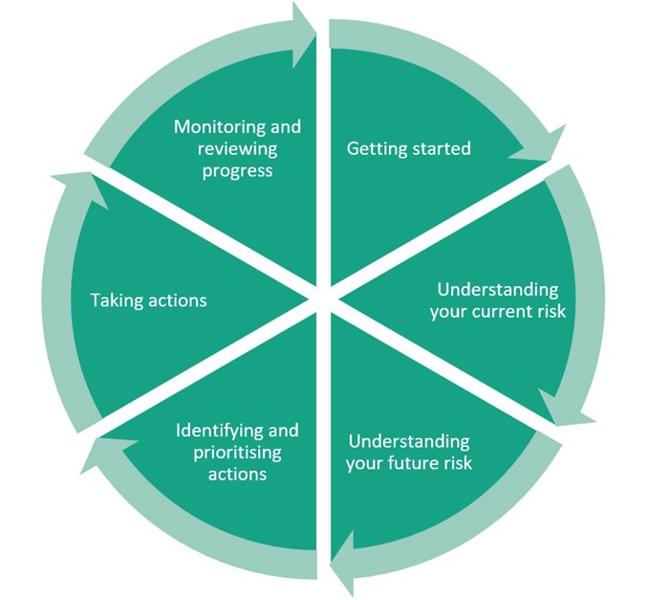 Getting started
Understanding
your current risk
Understanding
your future risk
Identifying and
prioritising
actions
Taking actions
Monitoring and
reviewing
progress